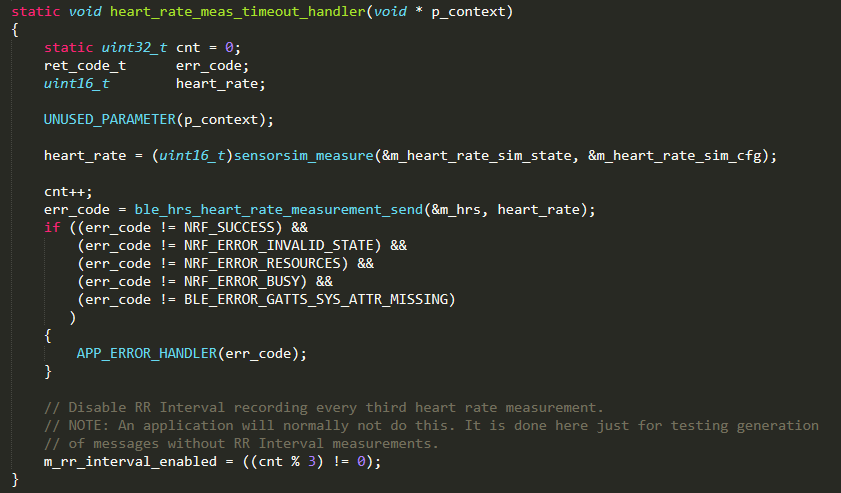 static void heart_rate_meas_timeout_handler(void * p_context)
{
    static uint32_t cnt = 0;
    ret_code_t      err_code;
    uint16_t        heart_rate;

    UNUSED_PARAMETER(p_context);

    heart_rate = (uint16_t)sensorsim_measure(&m_heart_rate_sim_state, &m_heart_rate_sim_cfg);

    cnt++;
    err_code = ble_hrs_heart_rate_measurement_send(&m_hrs, heart_rate);
    if ((err_code != NRF_SUCCESS) &&
        (err_code != NRF_ERROR_INVALID_STATE) &&
        (err_code != NRF_ERROR_RESOURCES) &&
        (err_code != NRF_ERROR_BUSY) &&
        (err_code != BLE_ERROR_GATTS_SYS_ATTR_MISSING)
       )
    {
        APP_ERROR_HANDLER(err_code);
    }

    // Disable RR Interval recording every third heart rate measurement.
    // NOTE: An application will normally not do this. It is done here just for testing generation
    // of messages without RR Interval measurements.
    m_rr_interval_enabled = ((cnt % 3) != 0);
}